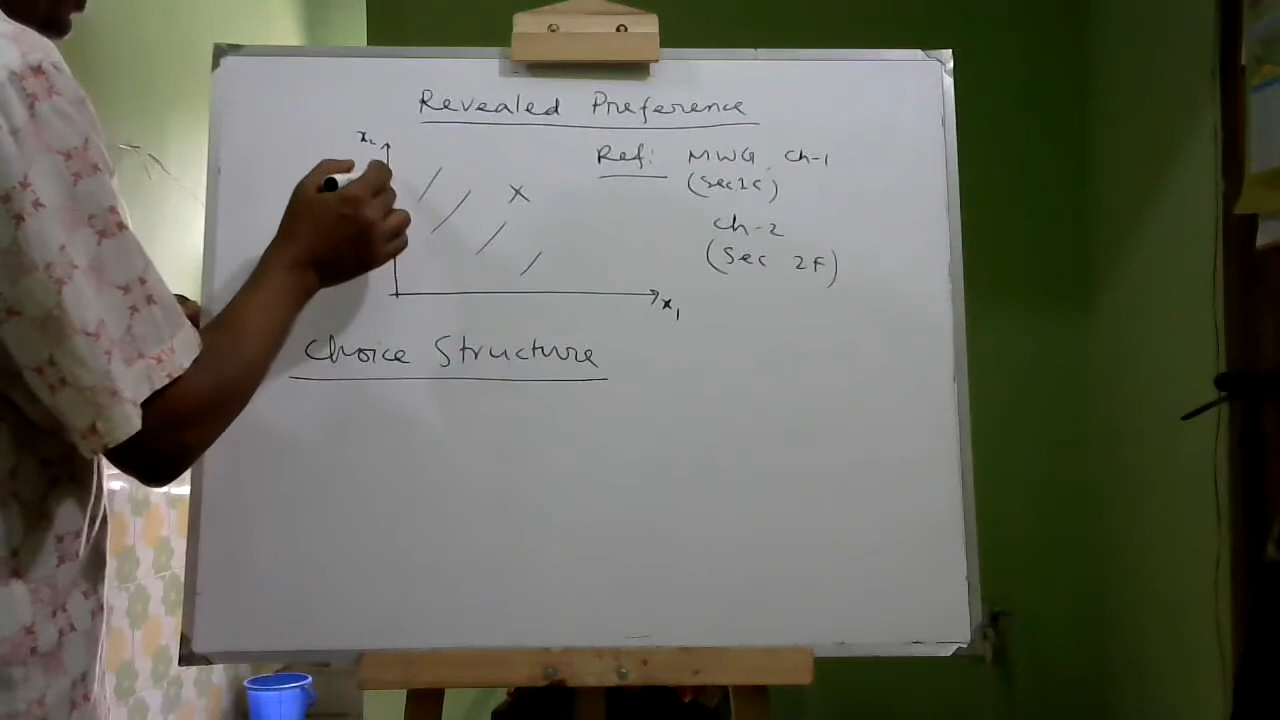 Revealed Preference
x₂
Ref: MWG, ch-1
(Sec 1C)
ch-2
(Sec 2F)
X
x₁
Choice Structure